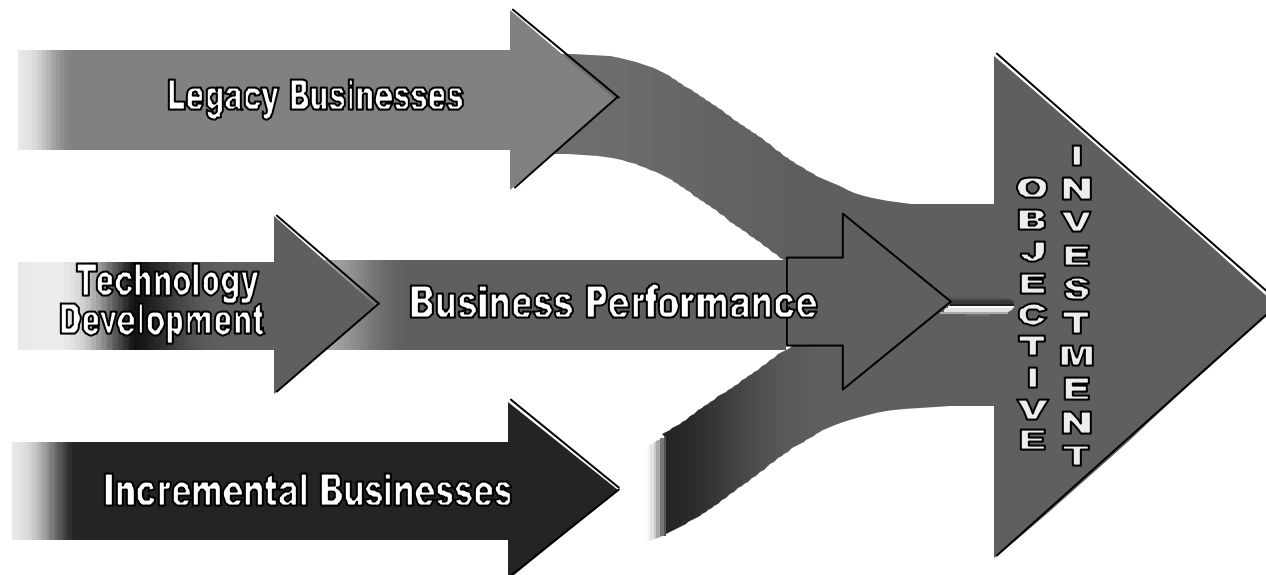 Legacy Businesses
Technology
Development
Business Performance
Incremental Businesses
OBJECTIVE
INVESTMENT